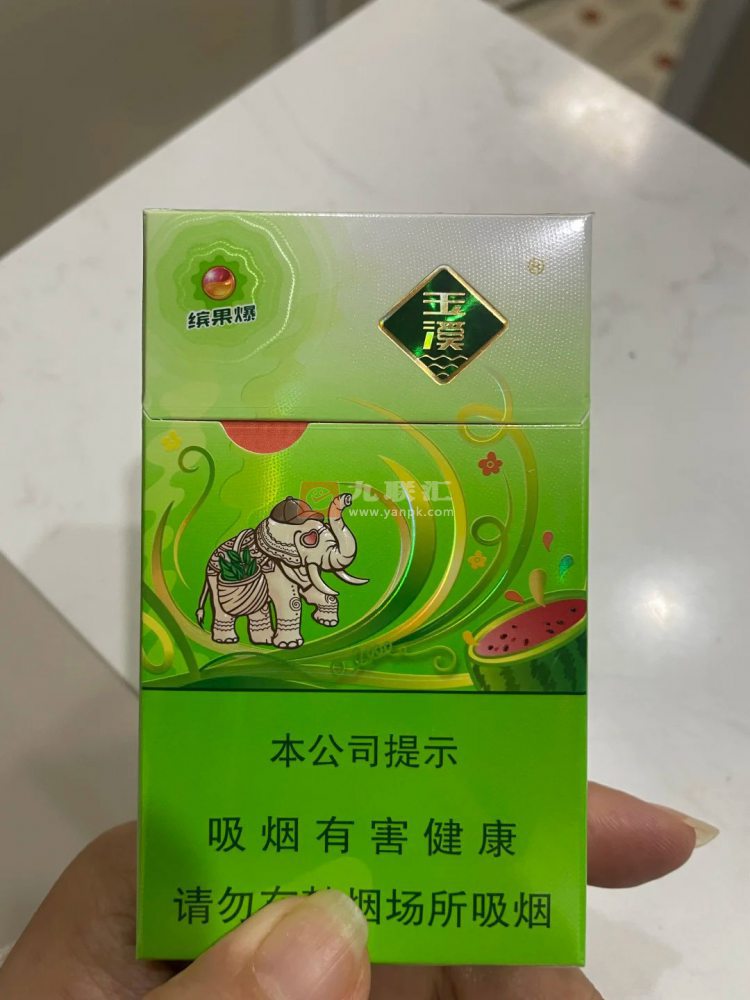 缤果爆
玉溪
九联汇
www.yanpk.com
本公司提示
吸烟有害健康
请勿在 烟场所吸烟